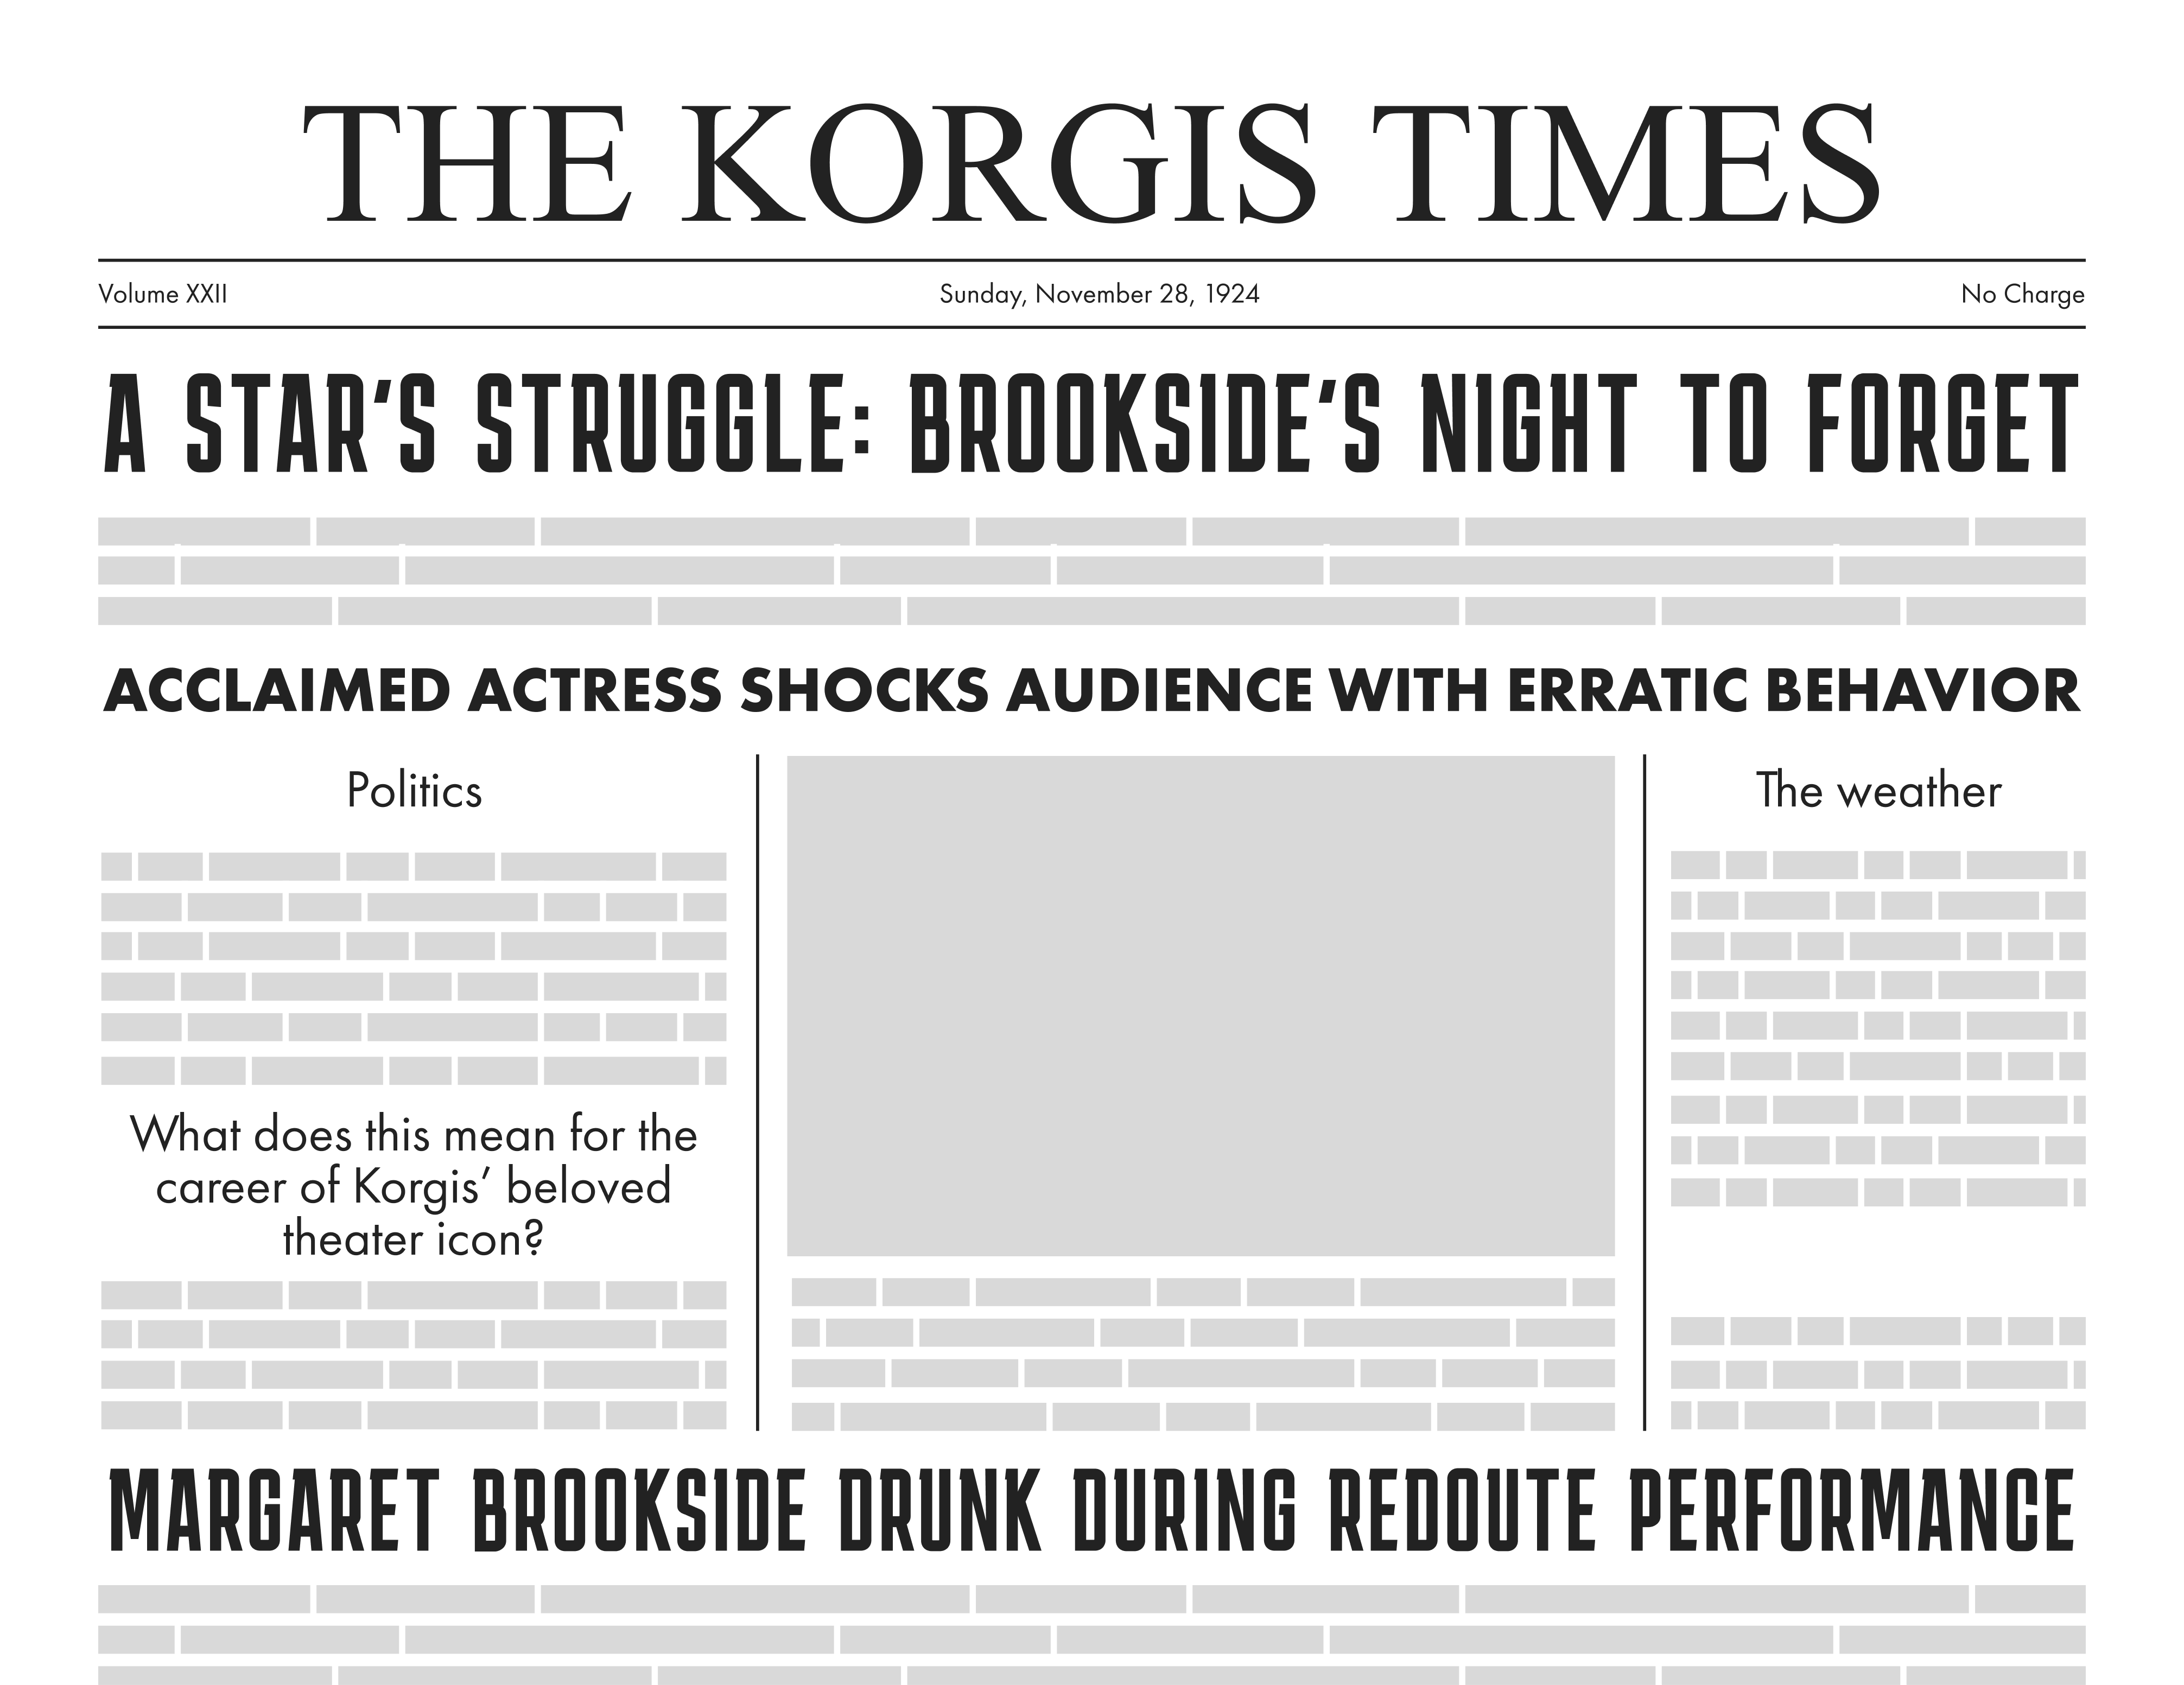 THE KORGIS TIMES
Volume XXII Sunday, November 28, 1924 No Charge
A STAR'S STRUGGLE: BROOKSIDE'S NIGHT TO FORGET
ACCLAIMED ACTRESS SHOCKS AUDIENCE WITH ERRATIC BEHAVIOR
Politics
What does this mean for the
career of Korgis' beloved
theater icon?
The weather
MARGARET BROOKSIDE DRUNK DURING REDOUTE PERFORMANCE